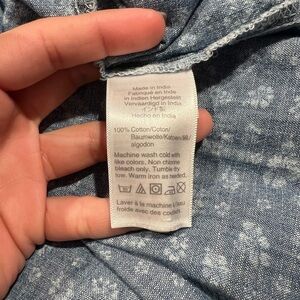 Made in India
Fabriqué en Inde
in Indien Hergestellt
Vervaardigd in India
インド製
Hecho en India
100% Cotton/Coton/
Baumwolle/Katoen/綿/
algodon
Machine wash cold with
like colors. Non chlorine
bleach only. Tumble dry
low. Warm iron as needed.
Laver à la machine à l'eau
froide avec des couleurs